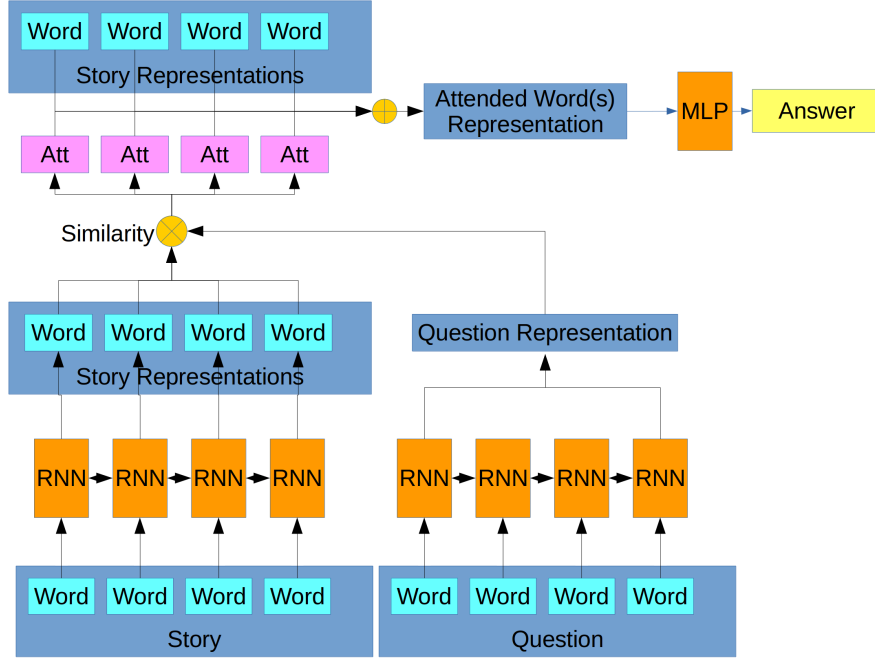 Word Word Word Word
Story Representations
Attended Word(s)
Representation
MLP
Answer
Att Att Att Att
Similarity
Word Word Word Word
Story Representations
Question Representation
RNN RNN RNN RNN
RNN RNN RNN RNN
Word Word Word Word
Story
Word Word Word Word
Question